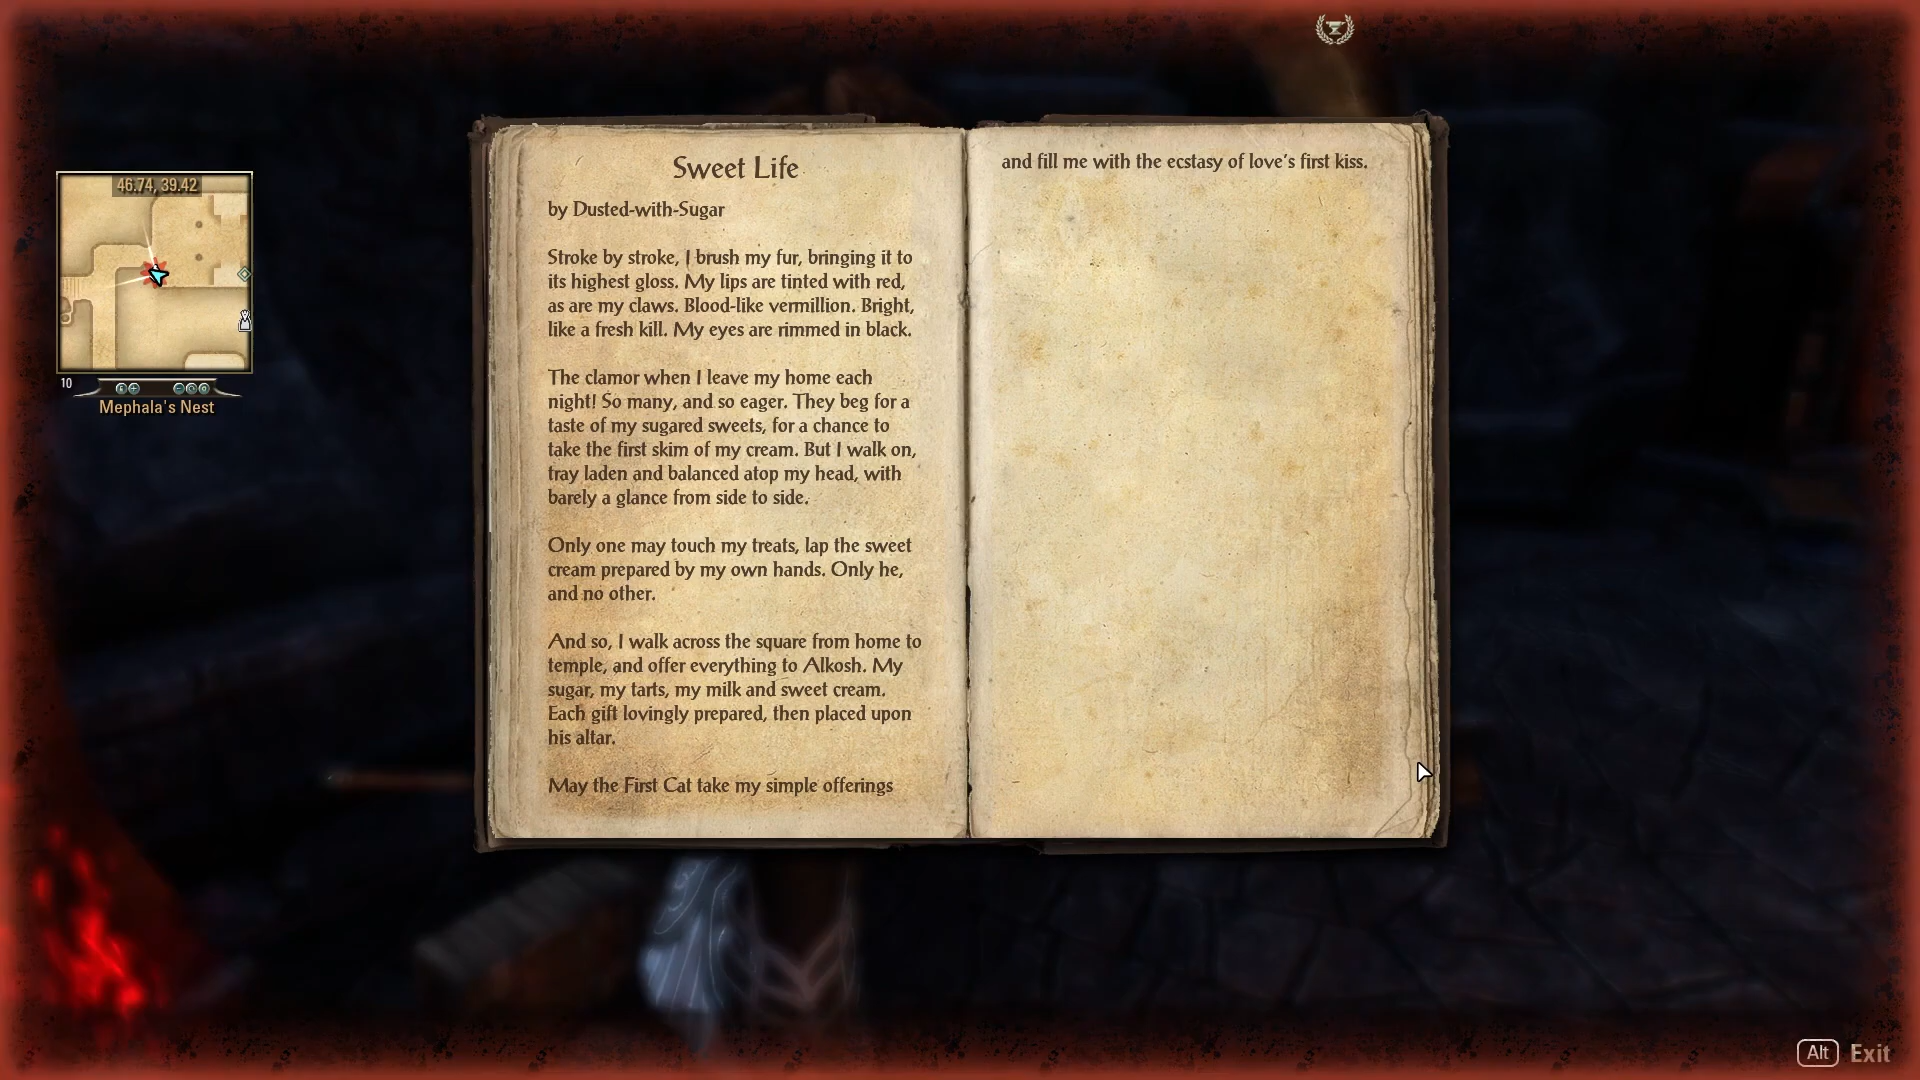 46.74, 39.42
10
Mephala's Nest
Sweet Life
by Dusted-with-Sugar
Stroke by stroke, I brush my fur, bringing it to
its highest gloss. My lips are tinted with red,
as are my claws. Blood-like vermillion. Bright,
like a fresh kill. My eyes are rimmed in black.
The clamor when I leave my home each
night! So many, and so eager. They beg for a
taste of my sugared sweets, for a chance to
take the first skim of my cream. But I walk on,
tray laden and balanced atop my head, with
barely a glance from side to side.
Only one may touch my treats, lap the sweet
cream prepared by my own hands. Only he,
and no other.
And so, I walk across the square from home to
temple, and offer everything to Alkosh. My
sugar, my tarts, my milk and sweet cream.
Each gift lovingly prepared, then placed upon
his altar.
May the First Cat take my simple offerings
and fill me with the ecstasy of love's first kiss.
Alt Exit